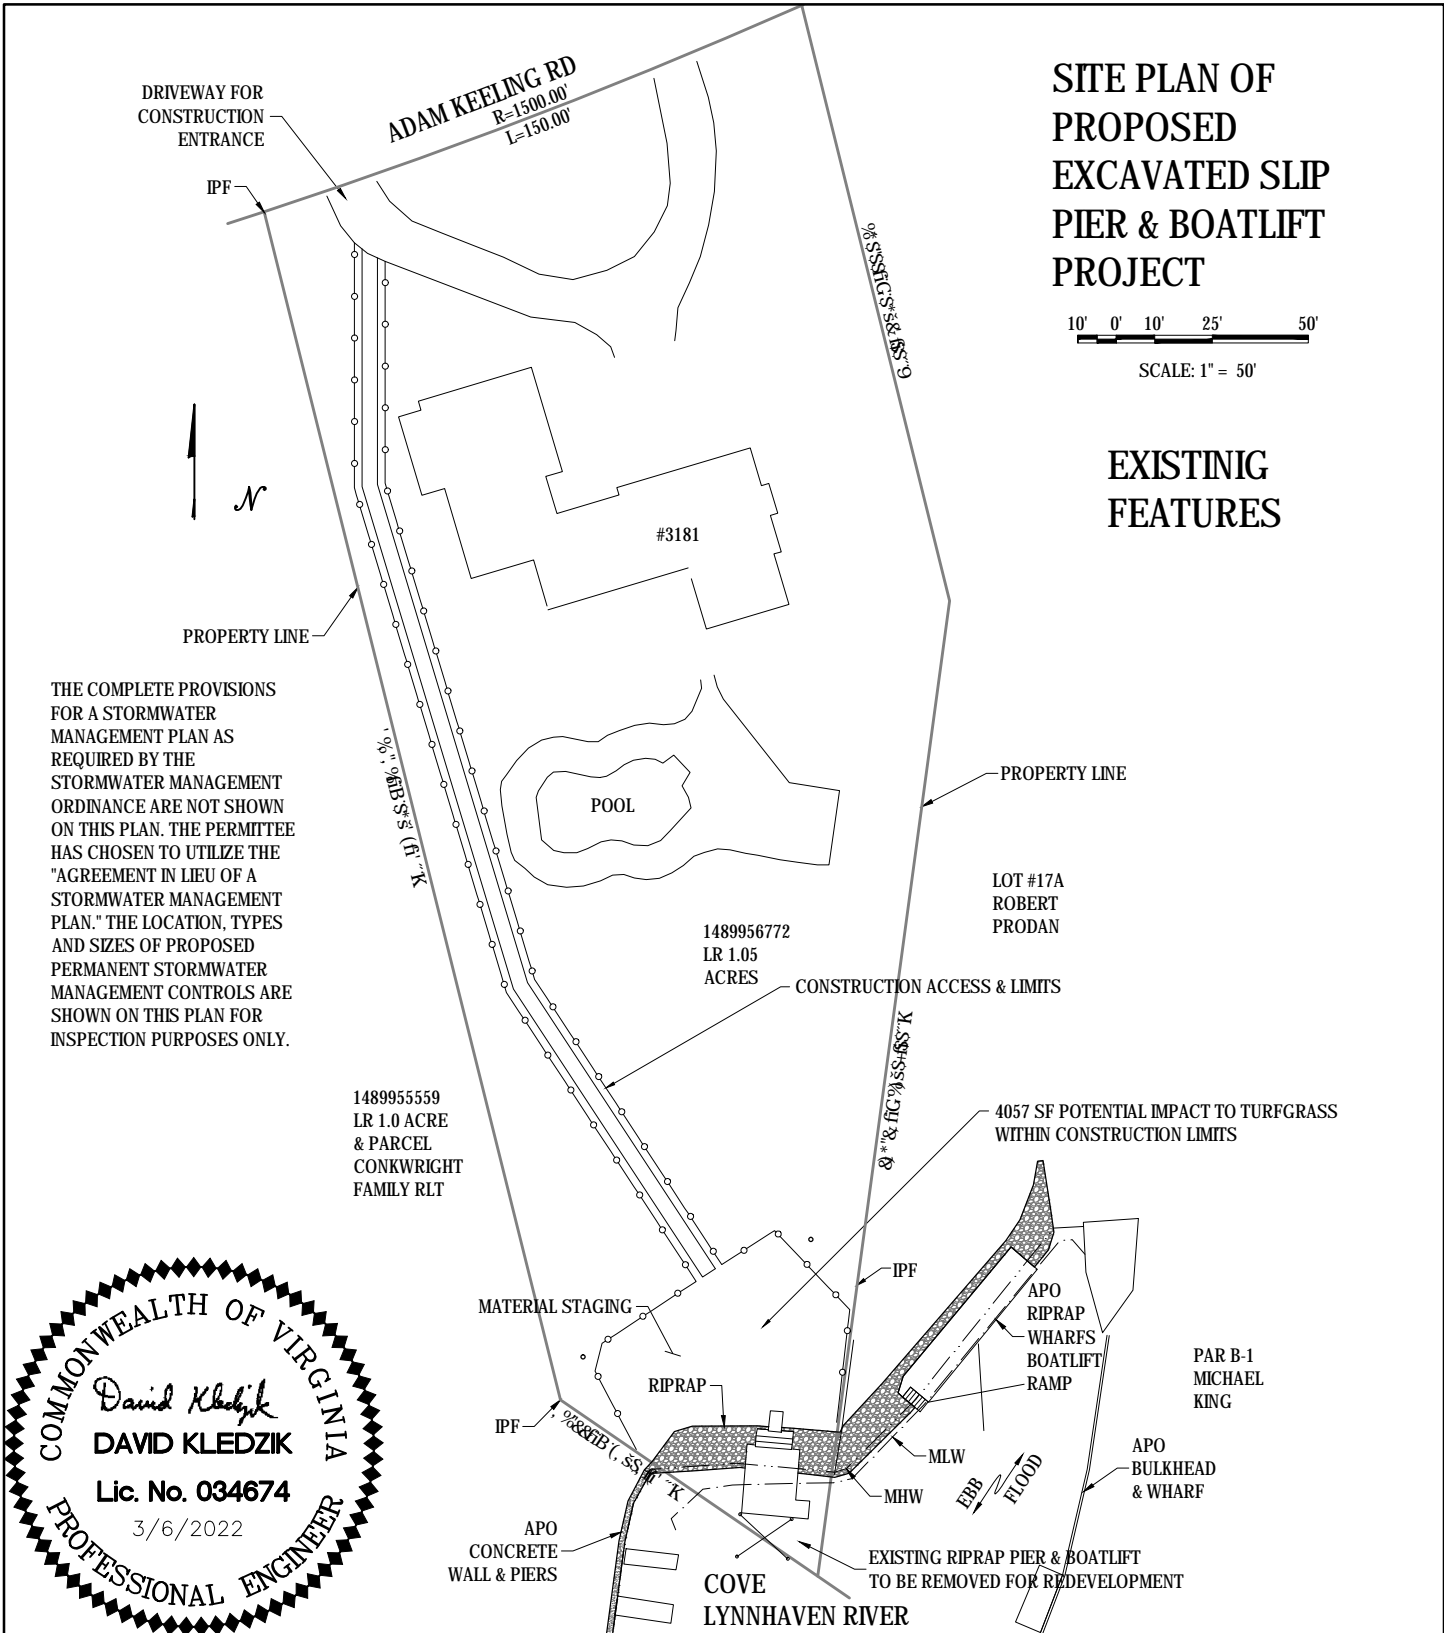 SITE PLAN OF
PROPOSED
EXCAVATED SLIP
PIER & BOATLIFT
PROJECT
10' 0' 10' 25' 50'
SCALE: 1" = 50'
EXISTINIG
FEATURES
DRIVEWAY FOR
CONSTRUCTION
ENTRANCE
ADAM KEELING RD
R=1500.00'
L=150.00'
IPF
N
#3181
PROPERTY LINE
THE COMPLETE PROVISIONS
FOR A STORMWATER
MANAGEMENT PLAN AS
REQUIRED BY THE
STORMWATER MANAGEMENT
ORDINANCE ARE NOT SHOWN
ON THIS PLAN. THE PERMITTEE
HAS CHOSEN TO UTILIZE THE
"AGREEMENT IN LIEU OF A
STORMWATER MANAGEMENT
PLAN." THE LOCATION, TYPES
AND SIZES OF PROPOSED
PERMANENT STORMWATER
MANAGEMENT CONTROLS ARE
SHOWN ON THIS PLAN FOR
INSPECTION PURPOSES ONLY.
POOL
PROPERTY LINE
LOT #17A
ROBERT
PRODAN
1489956772
LR 1.05
ACRES
CONSTRUCTION ACCESS & LIMITS
1489955559
LR 1.0 ACRE
& PARCEL
CONKWRIGHT
FAMILY RLT
4057 SF POTENTIAL IMPACT TO TURFGRASS
WITHIN CONSTRUCTION LIMITS
IPF
MATERIAL STAGING
APO
RIPRAP
WHARFS
BOATLIFT
RAMP
PAR B-1
MICHAEL
KING
RIPRAP
IPF
MLW
MHW
EBB
FLOOD
APO
BULKHEAD
& WHARF
APO
CONCRETE
WALL & PIERS
EXISTING RIPRAP PIER & BOATLIFT
TO BE REMOVED FOR REDEVELOPMENT
COVE
LYNNHAVEN RIVER
COMMONWEALTH OF VIRGINIA
David Kledzik
DAVID KLEDZIK
Lic. No. 034674
3/6/2022
PROFESSIONAL ENGINEER